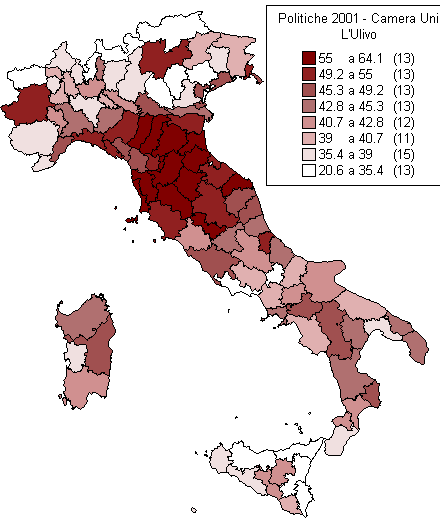 Politiche 2001 - Camera Uni
L'Ulivo
55 a 64.1 (13)
49.2 a 55 (13)
45.3 a 49.2 (13)
42.8 a 45.3 (13)
40.7 a 42.8 (12)
39 a 40.7 (11)
35.4 a 39 (15)
20.6 a 35.4 (13)